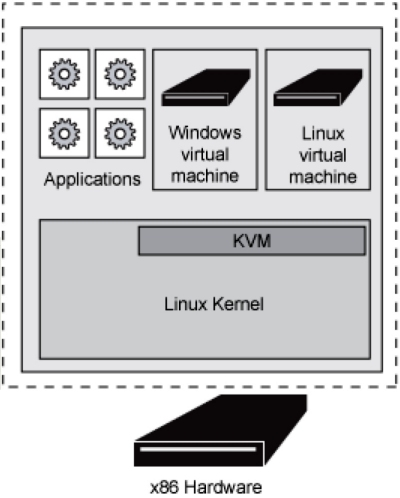 Applications
Windows
virtual
machine
Linux
virtual
machine
KVM
Linux Kernel
x86 Hardware